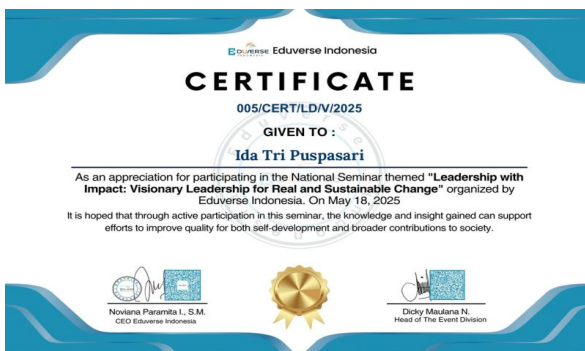 EDUVERSE Eduverse Indonesia
CERTIFICATE
005/CERT/LD/V/2025
GIVEN TO :
Ida Tri Puspasari
As an appreciation for participating in the National Seminar themed "Leadership with
Impact: Visionary Leadership for Real and Sustainable Change" organized by
Eduverse Indonesia. On May 18, 2025
It is hoped that through active participation in this seminar, the knowledge and insight gained can support
efforts to improve quality for both self-development and broader contributions to society.
Noviana Paramita I., S.M.
CEO Eduverse Indonesia
Dicky Maulana N.
Head of The Event Division